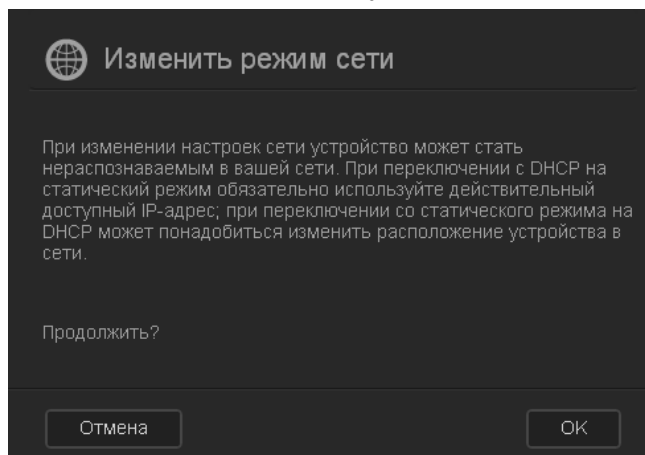 Изменить режим сети
При изменении настроек сети устройство может стать
нераспознаваемым в вашей сети. При переключении с DHCP на
статический режим обязательно используйте действительный
доступный IP-адрес; при переключении со статического режима на
DHCP может понадобиться изменить расположение устройства в
сети.
Продолжить?
Отмена
OK